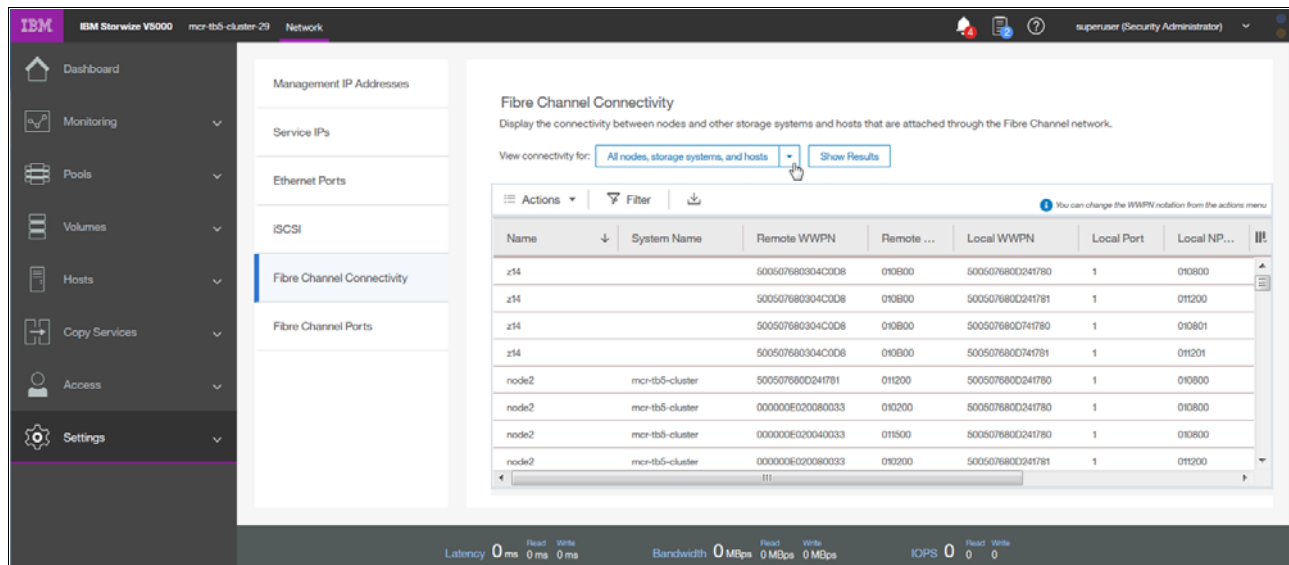 IBM IBM Storwize V5000 mcr-tb5-cluster-29 Network 4 2 superuser (Security Administrator)
Dashboard
Monitoring
Pools
Volumes
Hosts
Copy Services
Access
Settings
Management IP Addresses
Service IPs
Ethernet Ports
iSCSI
Fibre Channel Connectivity
Fibre Channel Ports
Fibre Channel Connectivity
Display the connectivity between nodes and other storage systems and hosts that are attached through the Fibre Channel network.
View connectivity for: All nodes, storage systems, and hosts Show Results
Actions Filter
You can change the WWPN notation from the actions menu
Name System Name Remote WWPN Remote ... Local WWPN Local Port Local NP...
z14 500507680304C0D8 010B00 500507680D241780 1 010800
z14 500507680304C0D8 010B00 500507680D241781 1 011200
z14 500507680304C0D8 010B00 500507680D741780 1 010801
z14 500507680304C0D8 010B00 500507680D741781 1 011201
node2 mcr-tb5-cluster 500507680D241781 011200 500507680D241780 1 010800
node2 mcr-tb5-cluster 000000E020080033 010200 500507680D241780 1 010800
node2 mcr-tb5-cluster 000000E020040033 011500 500507680D241780 1 010800
node2 mcr-tb5-cluster 000000E020080033 010200 500507680D241781 1 011200
Latency 0 ms Read 0 ms Write 0 ms Bandwidth 0 MBps Read 0 MBps Write 0 MBps IOPS 0 Read 0 Write 0